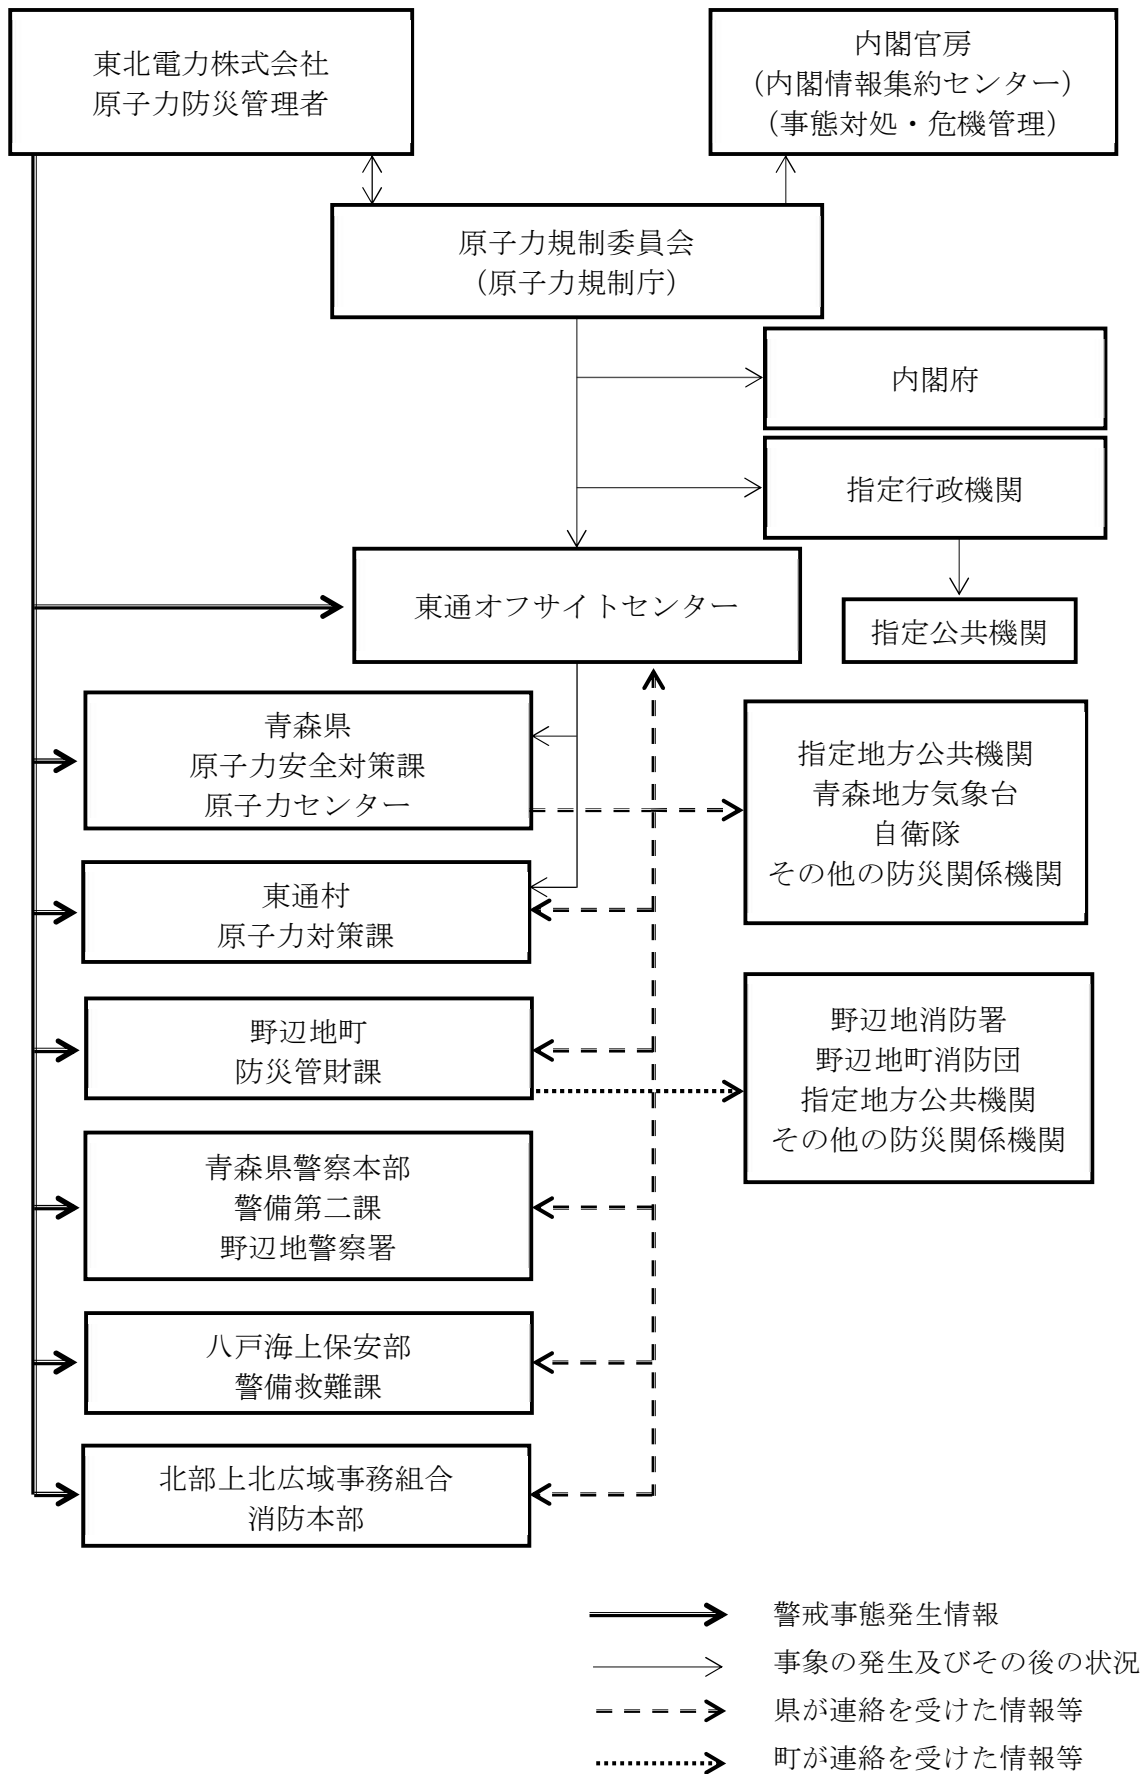 東北電力株式会社
原子力防災管理者
内閣官房
（内閣情報集約センター）
（事態対処・危機管理）
原子力規制委員会
（原子力規制庁）
内閣府
指定行政機関
東通オフサイトセンター
指定公共機関
青森県
原子力安全対策課
原子力センター
指定地方公共機関
青森地方気象台
自衛隊
その他の防災関係機関
東通村
原子力対策課
野辺地町
防災管財課
野辺地消防署
野辺地町消防団
指定地方公共機関
その他の防災関係機関
青森県警察本部
警備第二課
野辺地警察署
八戸海上保安部
警備救難課
北部上北広域事務組合
消防本部
警戒事態発生情報
事象の発生及びその後の状況
県が連絡を受けた情報等
町が連絡を受けた情報等